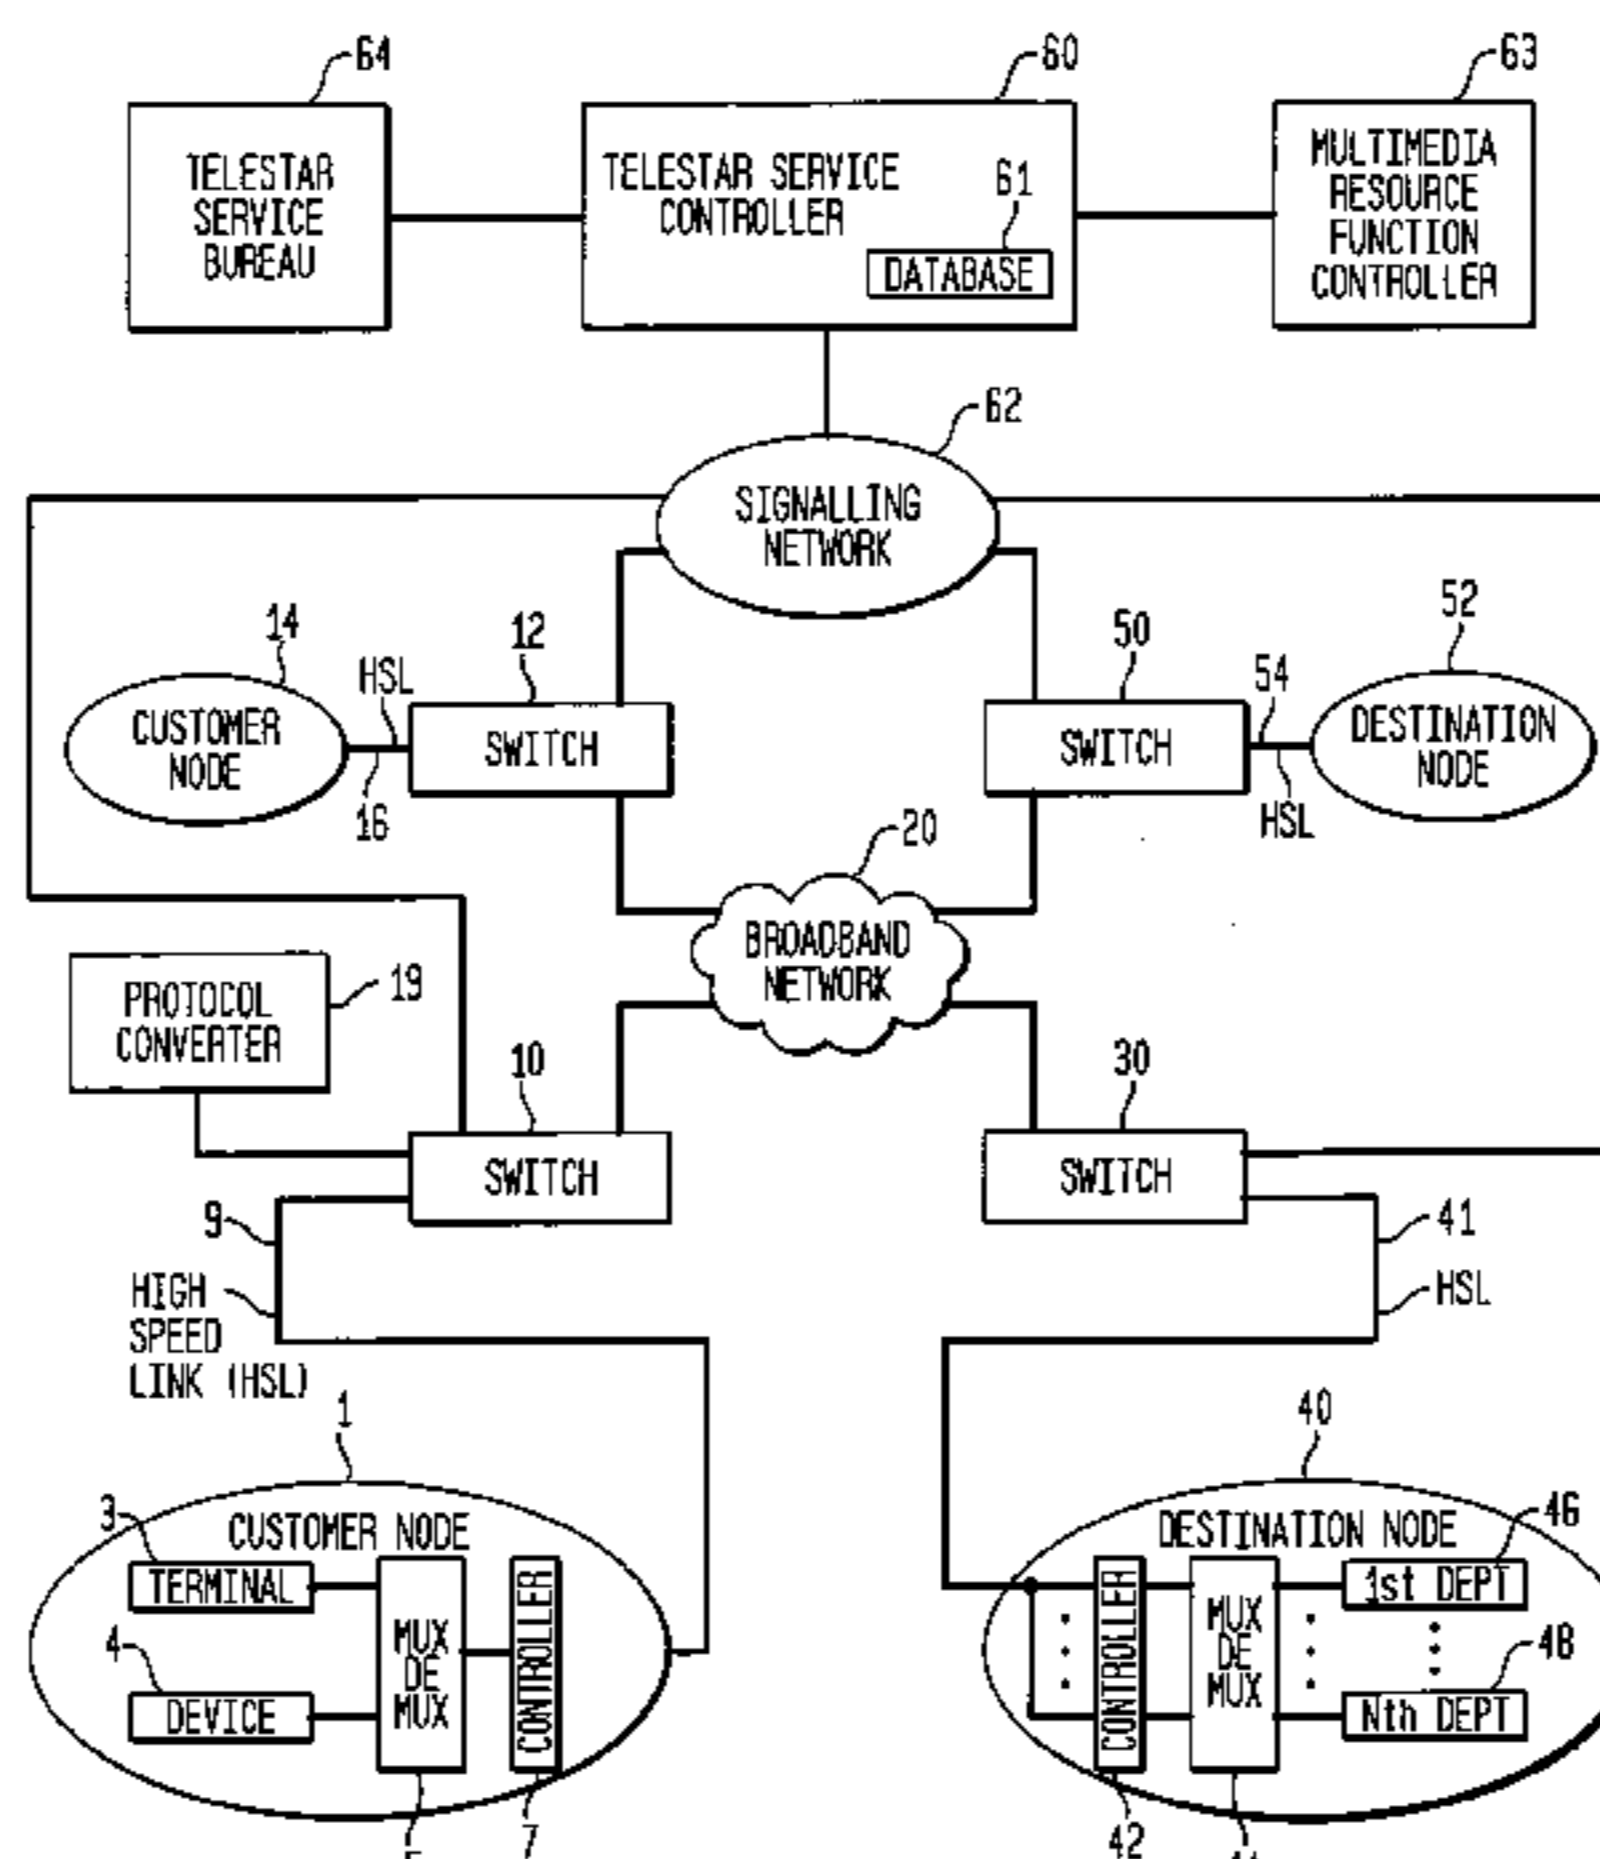 64
60
63
TELESTAR
SERVICE
BUREAU
TELESTAR SERVICE
CONTROLLER
61
DATABASE
MULTIMEDIA
RESOURCE
FUNCTION
CONTROLLER
62
SIGNALLING
NETWORK
14
CUSTOMER
NODE
HSL
16
12
SWITCH
50
SWITCH
54
HSL
52
DESTINATION
NODE
20
BROADBAND
NETWORK
PROTOCOL
CONVERTER
19
10
SWITCH
30
SWITCH
9
HIGH
SPEED
LINK (HSL)
41
HSL
1
CUSTOMER NODE
3
TERMINAL
4
DEVICE
MUX
DE
MUX
CONTROLLER
7
40
DESTINATION NODE
CONTROLLER
42
MUX
DE
MUX
46
1st DEPT
48
Nth DEPT